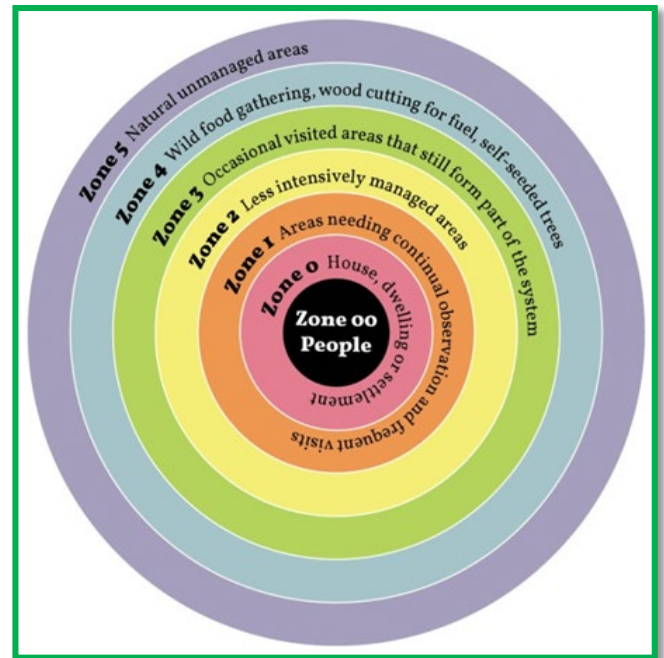 Zone 5 Natural unmanaged areas
Zone 4 Wild food gathering, wood cutting for fuel, self-seeded trees
Zone 3 Occasional visited areas that still form part of the system
Zone 2 Less intensively managed areas
Zone 1 Areas needing continual observation and frequent visits
Zone 0 House, dwelling or settlement
Zone 00
People